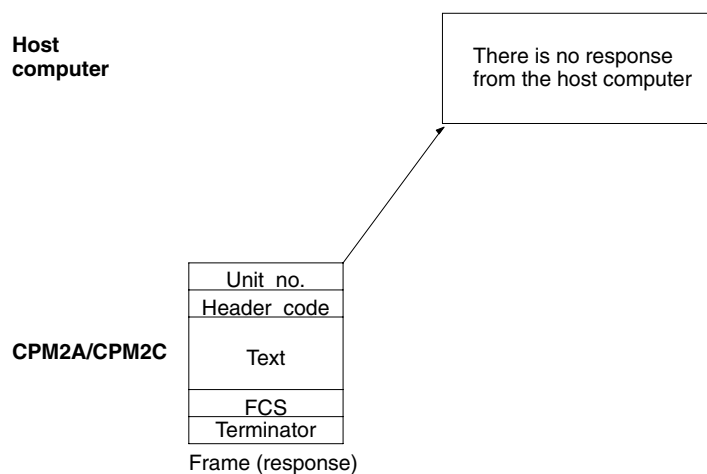 Host
computer
There is no response
from the host computer
CPM2A/CPM2C
Unit no.
Header code
Text
FCS
Terminator
Frame (response)